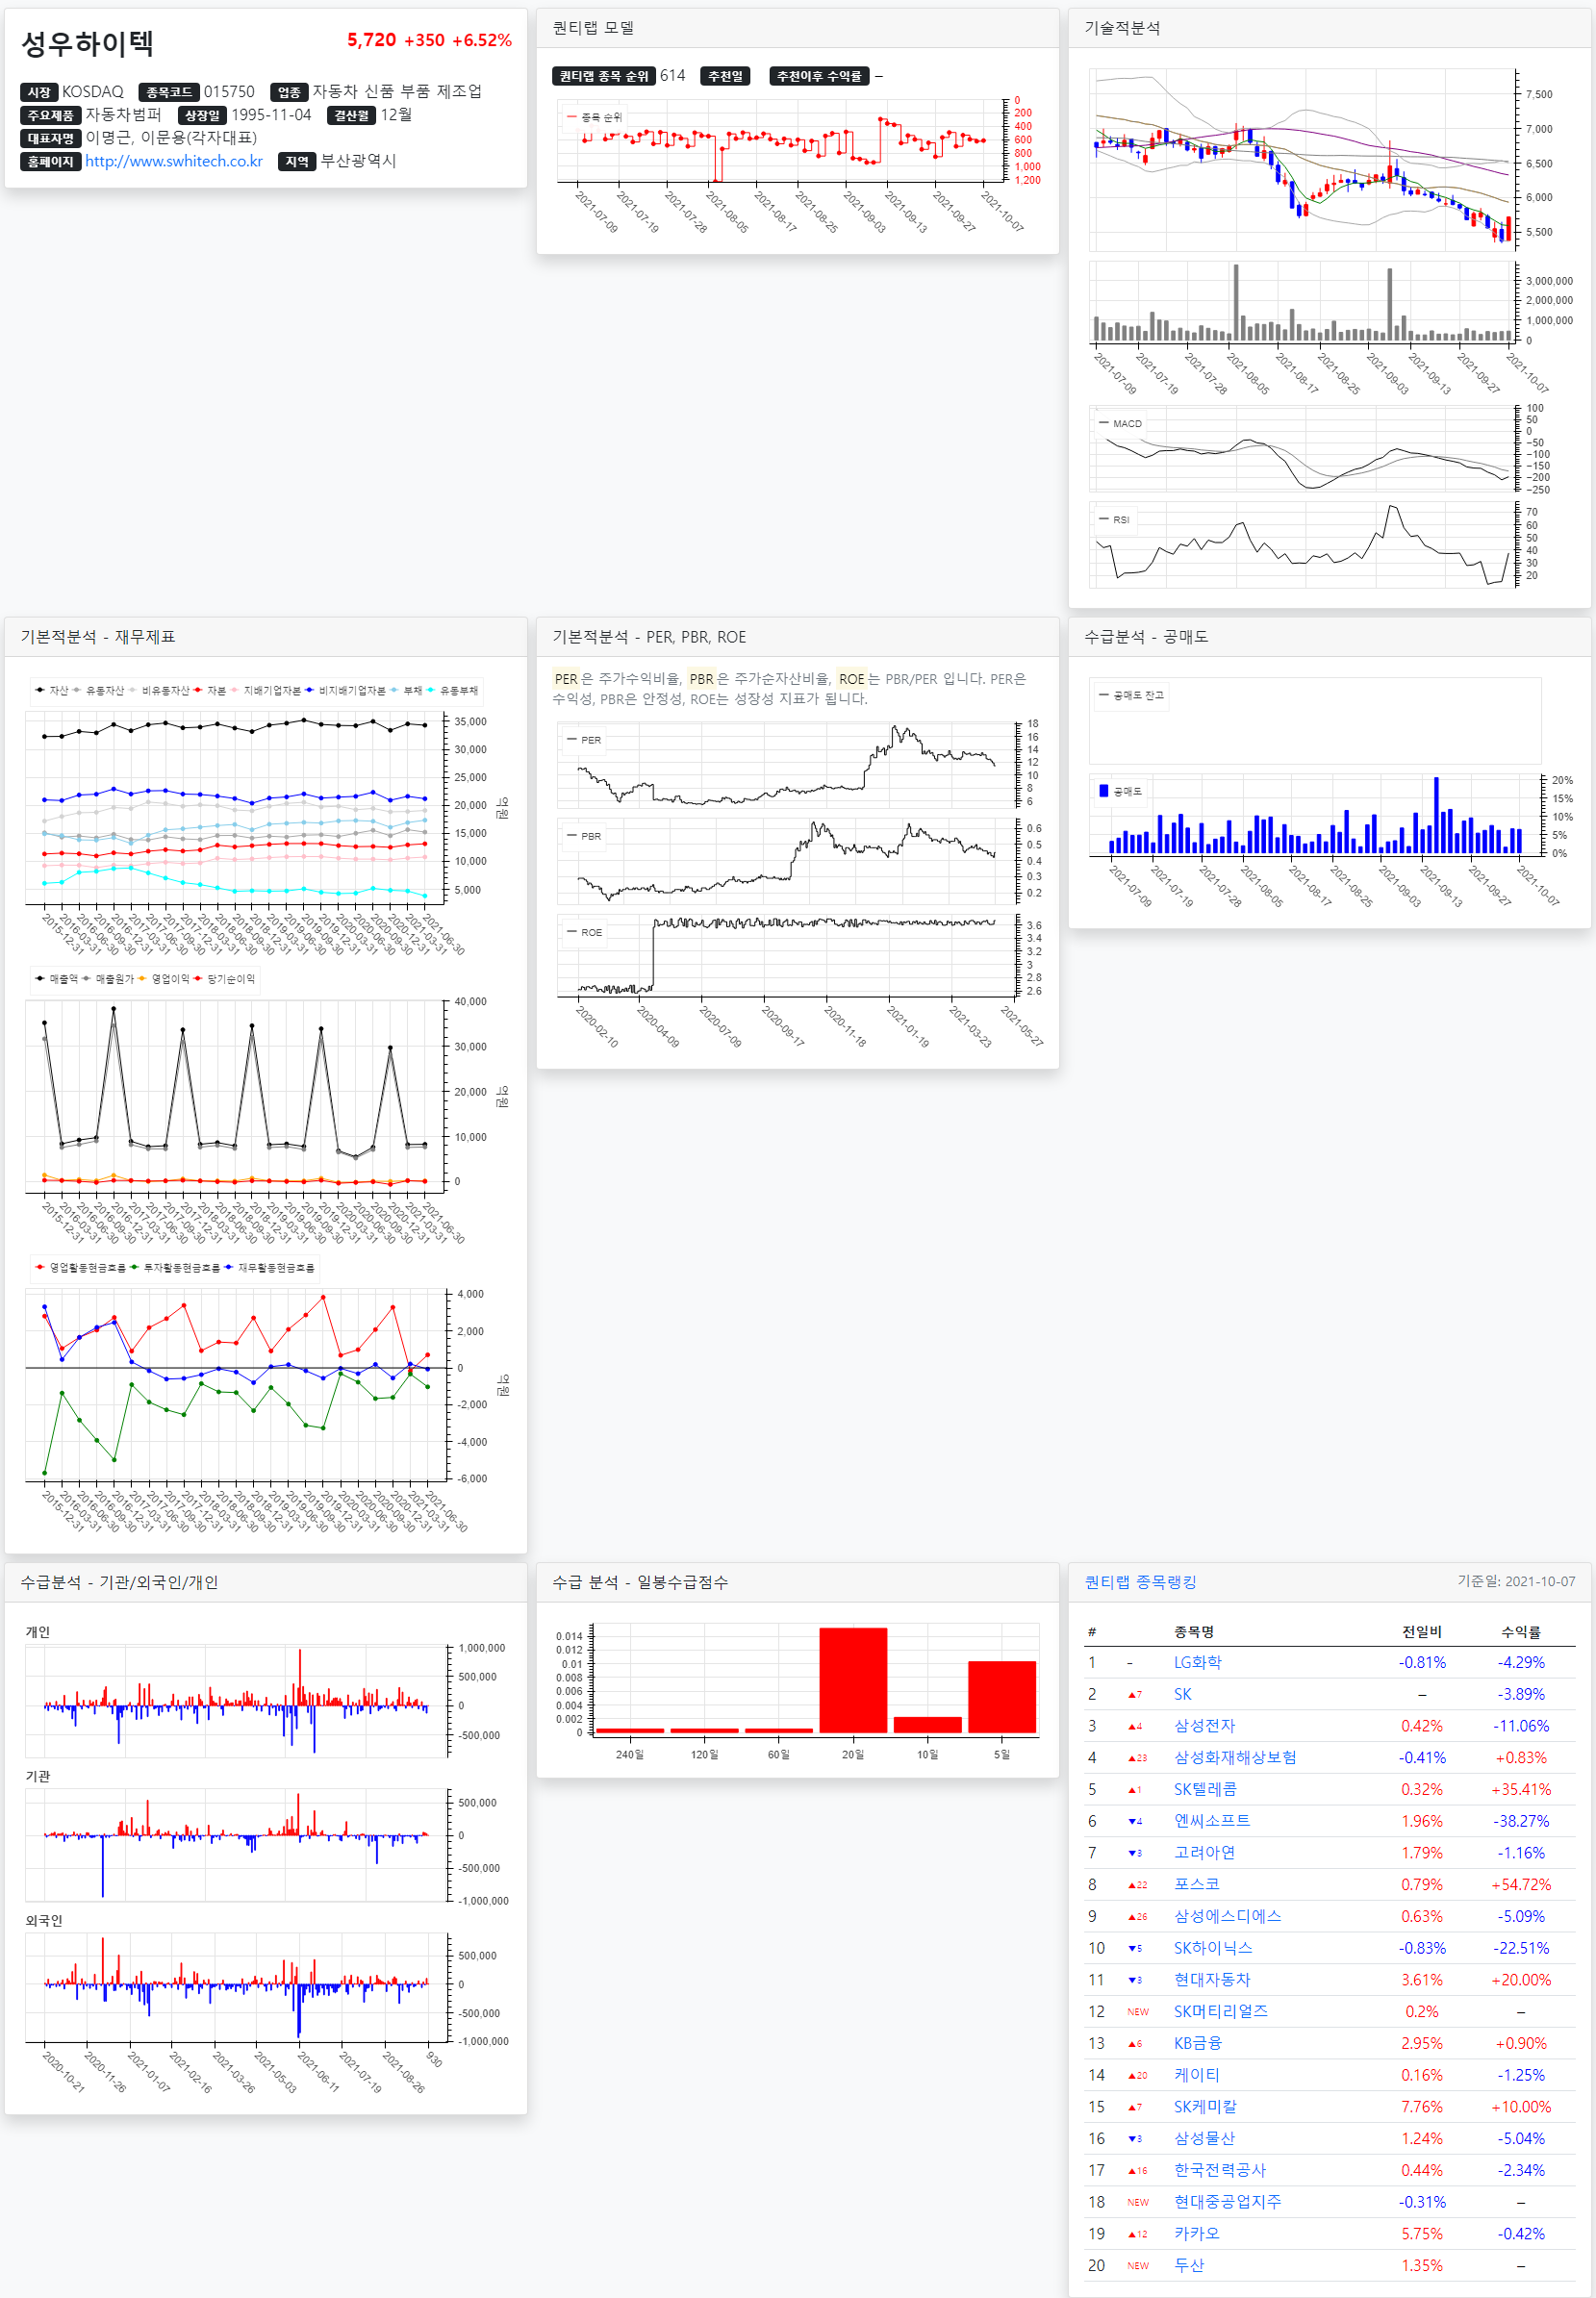 성우하이텍
5,720 +350 +6.52%
시장 KOSDAQ 종목코드 015750 업종 자동차 신품 부품 제조업
주요제품 자동차범퍼 상장일 1995-11-04 결산월 12월
대표자명 이명근, 이문용(각자대표)
홈페이지 http://www.swhitech.co.kr 지역 부산광역시
퀀티랩 모델
퀀티랩 종목 순위 614 추천일 추천이후 수익률 –
종목 순위
0
200
400
600
800
1,000
1,200
2021-07-09 2021-07-19 2021-07-28 2021-08-05 2021-08-17 2021-08-25 2021-09-03 2021-09-13 2021-09-27 2021-10-07
기술적분석
7,500
7,000
6,500
6,000
5,500
3,000,000
2,000,000
1,000,000
0
2021-07-09 2021-07-19 2021-07-28 2021-08-05 2021-08-17 2021-08-25 2021-09-03 2021-09-13 2021-09-27 2021-10-07
MACD
100
50
0
−50
−100
−150
−200
−250
RSI
70
60
50
40
30
20
기본적분석 - 재무제표
자산 유동자산 비유동자산 자본 지배기업자본 비지배기업자본 부채 유동부채
35,000
30,000
25,000
20,000
15,000
10,000
5,000
억원
2015-12-31 2016-03-31 2016-06-30 2016-09-30 2016-12-31 2017-03-31 2017-06-30 2017-09-30 2017-12-31 2018-03-31 2018-06-30 2018-09-30 2018-12-31 2019-03-31 2019-06-30 2019-09-30 2019-12-31 2020-03-31 2020-06-30 2020-09-30 2020-12-31 2021-03-31 2021-06-30
매출액 매출원가 영업이익 당기순이익
40,000
30,000
20,000
10,000
0
억원
2015-12-31 2016-03-31 2016-06-30 2016-09-30 2016-12-31 2017-03-31 2017-06-30 2017-09-30 2017-12-31 2018-03-31 2018-06-30 2018-09-30 2018-12-31 2019-03-31 2019-06-30 2019-09-30 2019-12-31 2020-03-31 2020-06-30 2020-09-30 2020-12-31 2021-03-31 2021-06-30
영업활동현금흐름 투자활동현금흐름 재무활동현금흐름
4,000
2,000
0
-2,000
-4,000
-6,000
억원
2015-12-31 2016-03-31 2016-06-30 2016-09-30 2016-12-31 2017-03-31 2017-06-30 2017-09-30 2017-12-31 2018-03-31 2018-06-30 2018-09-30 2018-12-31 2019-03-31 2019-06-30 2019-09-30 2019-12-31 2020-03-31 2020-06-30 2020-09-30 2020-12-31 2021-03-31 2021-06-30
기본적분석 - PER, PBR, ROE
PER은 주가수익비율, PBR은 주가순자산비율, ROE는 PBR/PER 입니다. PER은
수익성, PBR은 안정성, ROE는 성장성 지표가 됩니다.
PER
18
16
14
12
10
8
6
PBR
0.6
0.5
0.4
0.3
0.2
ROE
3.6
3.4
3.2
3
2.8
2.6
2020-02-10 2020-04-09 2020-07-09 2020-09-17 2020-11-18 2021-01-19 2021-03-23 2021-05-27
수급분석 - 공매도
공매도 잔고
공매도
20%
15%
10%
5%
0%
2021-07-09 2021-07-19 2021-07-28 2021-08-05 2021-08-17 2021-08-25 2021-09-03 2021-09-13 2021-09-27 2021-10-07
수급분석 - 기관/외국인/개인
개인
1,000,000
500,000
0
-500,000
기관
500,000
0
-500,000
-1,000,000
외국인
500,000
0
-500,000
-1,000,000
2020-10-21 2020-11-26 2021-01-07 2021-02-16 2021-03-26 2021-05-03 2021-06-11 2021-07-19 2021-08-26 930
수급 분석 - 일봉수급점수
0.014
0.012
0.01
0.008
0.006
0.004
0.002
0
240일 120일 60일 20일 10일 5일
퀀티랩 종목랭킹 기준일: 2021-10-07
# 종목명 전일비 수익률
1 - LG화학 -0.81% -4.29%
2 ▲7 SK – -3.89%
3 ▲4 삼성전자 0.42% -11.06%
4 ▲23 삼성화재해상보험 -0.41% +0.83%
5 ▲1 SK텔레콤 0.32% +35.41%
6 ▼4 엔씨소프트 1.96% -38.27%
7 ▼3 고려아연 1.79% -1.16%
8 ▲22 포스코 0.79% +54.72%
9 ▲26 삼성에스디에스 0.63% -5.09%
10 ▼5 SK하이닉스 -0.83% -22.51%
11 ▼3 현대자동차 3.61% +20.00%
12 NEW SK머티리얼즈 0.2% –
13 ▲6 KB금융 2.95% +0.90%
14 ▲20 케이티 0.16% -1.25%
15 ▲7 SK케미칼 7.76% +10.00%
16 ▼3 삼성물산 1.24% -5.04%
17 ▲16 한국전력공사 0.44% -2.34%
18 NEW 현대중공업지주 -0.31% –
19 ▲12 카카오 5.75% -0.42%
20 NEW 두산 1.35% –